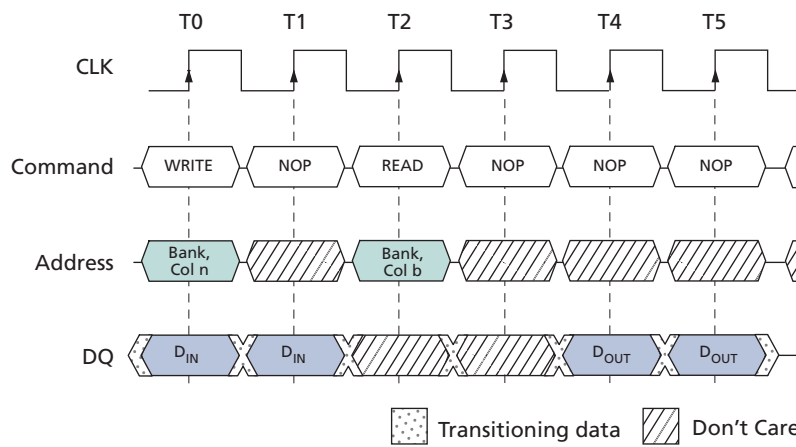 T0 T1 T2 T3 T4 T5
CLK
Command WRITE NOP READ NOP NOP NOP
Address Bank, Col n Bank, Col b
DQ DIN DIN DOUT DOUT
Transitioning data Don't Care